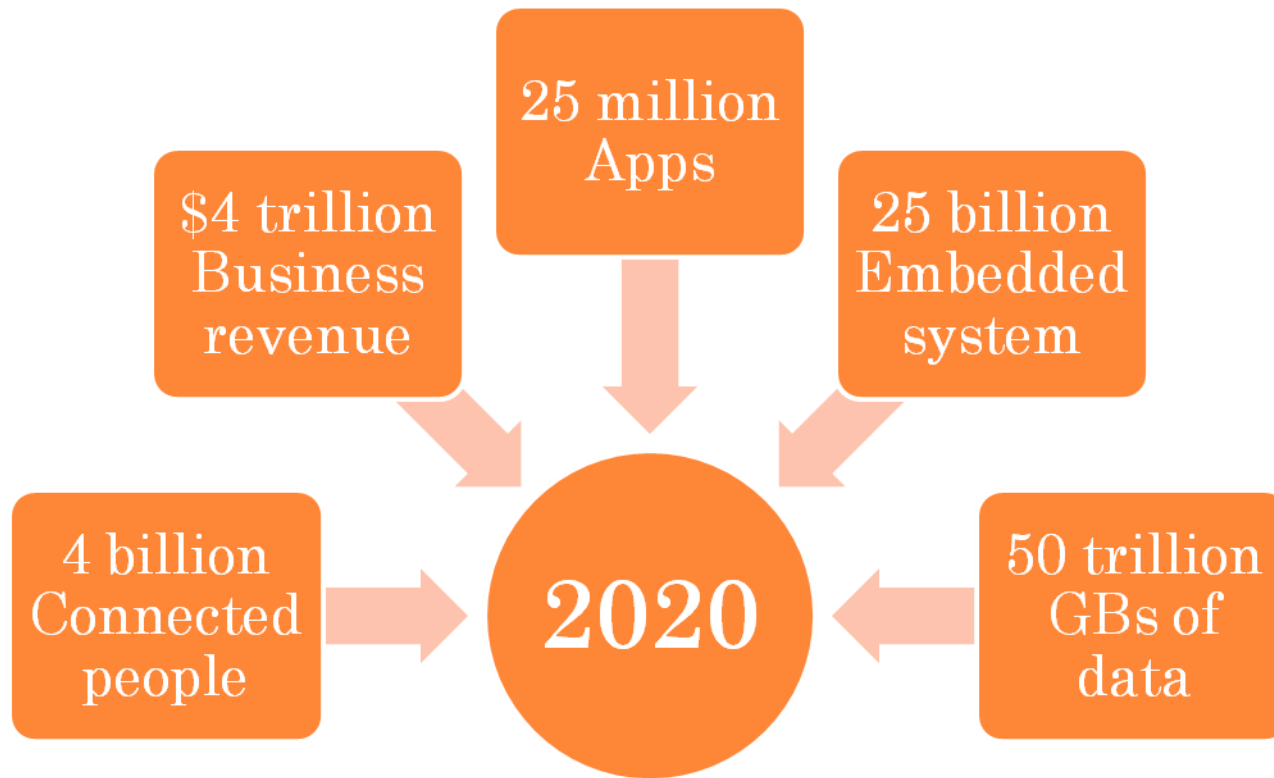 25 million
Apps
$4 trillion
Business
revenue
25 billion
Embedded
system
4 billion
Connected
people
2020
50 trillion
GBs of
data